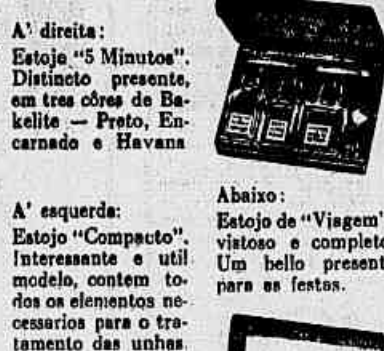 A' direita:
Estojo "5 Minutos".
Distincto presente,
em tres côres de Ba-
kelite — Preto, En-
carnado e Havana
A' esquerda:
Estojo "Compacto".
Interessante e util
modelo, contem to-
dos os elementos ne-
cessarios para o tra-
tamento das unhas
Abaixo:
Estojo de "Viagem"
vistoso e completo
Um bello present
para as festas.